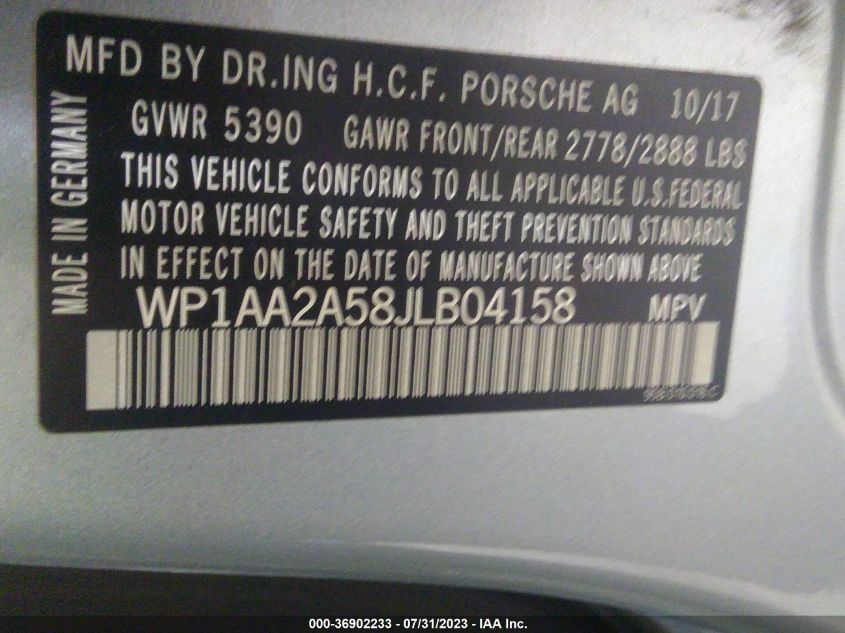 MFD BY DR.ING H.C.F. PORSCHE AG 10/17
GVWR 5390 GAWR FRONT/REAR 2778/2888 LBS
THIS VEHICLE CONFORMS TO ALL APPLICABLE U.S.FEDERAL
MOTOR VEHICLE SAFETY AND THEFT PREVENTION STANDARDS
IN EFFECT ON THE DATE OF MANUFACTURE SHOWN ABOVE
WP1AA2A58JLB04158 MPV
MADE IN GERMANY
000-36902233 - 07/31/2023 - IAA Inc.